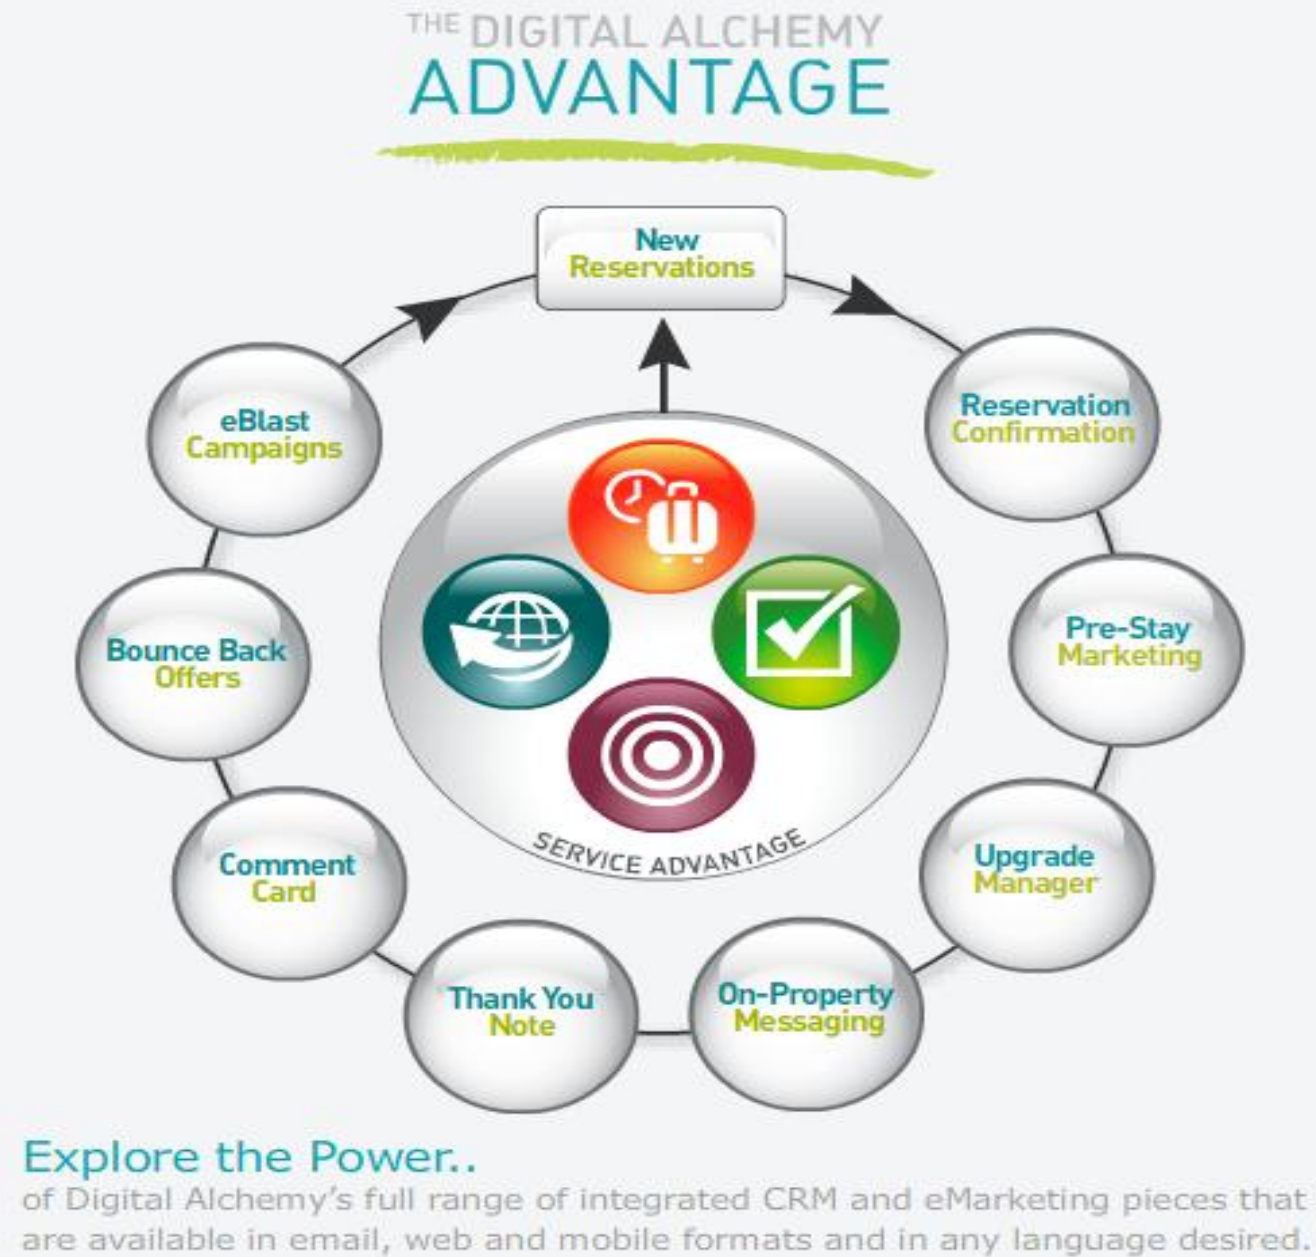 THE DIGITAL ALCHEMY
ADVANTAGE
New
Reservations
Reservation
Confirmation
Pre-Stay
Marketing
Upgrade
Manager
On-Property
Messaging
Thank You
Note
Comment
Card
Bounce Back
Offers
eBlast
Campaigns
SERVICE ADVANTAGE
Explore the Power..
of Digital Alchemy's full range of integrated CRM and eMarketing pieces that
are available in email, web and mobile formats and in any language desired.